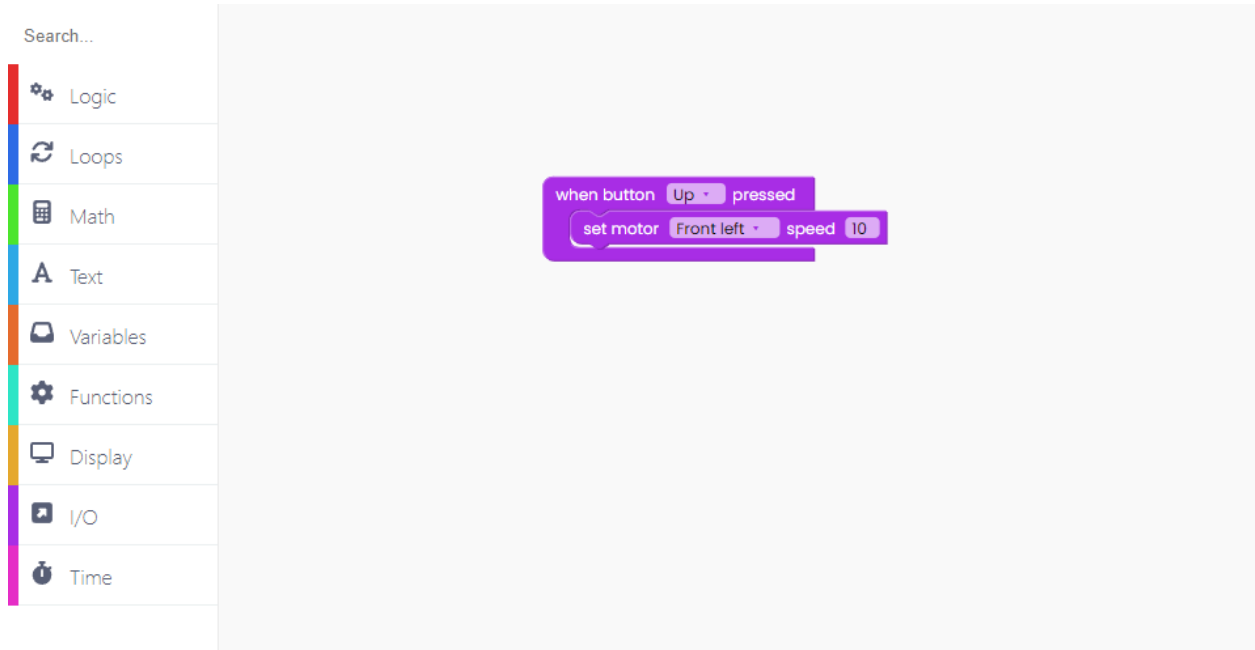 Search...
Logic
Loops
Math
Text
Variables
Functions
Display
I/O
Time
when button Up pressed
set motor Front left speed 10